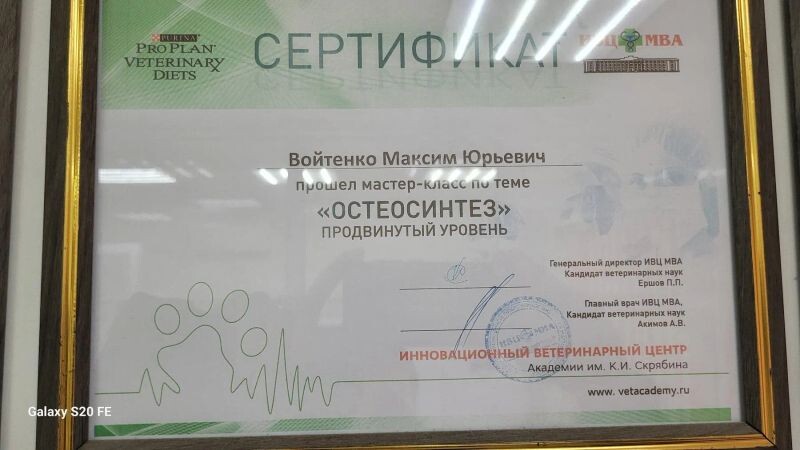 PURINA
PRO PLAN
VETERINARY
DIETS
СЕРТИФИКАТ
ИВЦ МВА
Войтенко Максим Юрьевич
прошел мастер-класс по теме
«ОСТЕОСИНТЕЗ»
ПРОДВИНУТЫЙ УРОВЕНЬ
Генеральный директор ИВЦ МВА
Кандидат ветеринарных наук
Ершов П.П.
Главный врач ИВЦ МВА,
Кандидат ветеринарных наук
Акимов А.В.
ИННОВАЦИОННЫЙ ВЕТЕРИНАРНЫЙ ЦЕНТР
Академии им. К.И. Скрябина
www. vetacademy.ru
Galaxy S20 FE